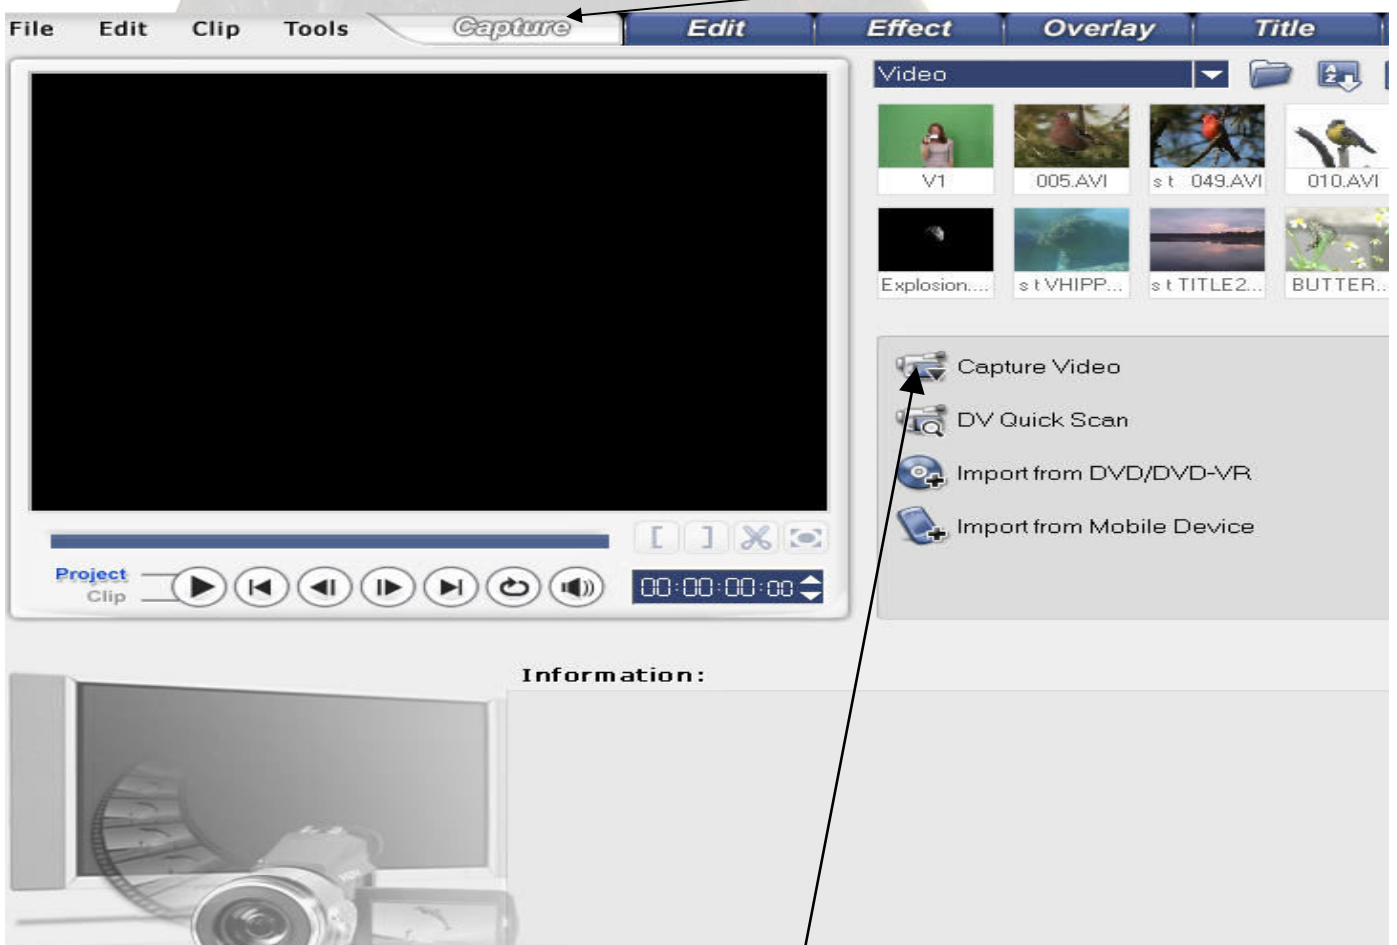 File Edit Clip Tools Capture Edit Effect Overlay Title
Video
V1 005.AVI s t 049.AVI 010.AVI
Explosion.... s t VHIPP... s t TITLE2... BUTTER...
Capture Video
DV Quick Scan
Import from DVD/DVD-VR
Import from Mobile Device
[ ]
Project
Clip
00:00:00:00
Information: